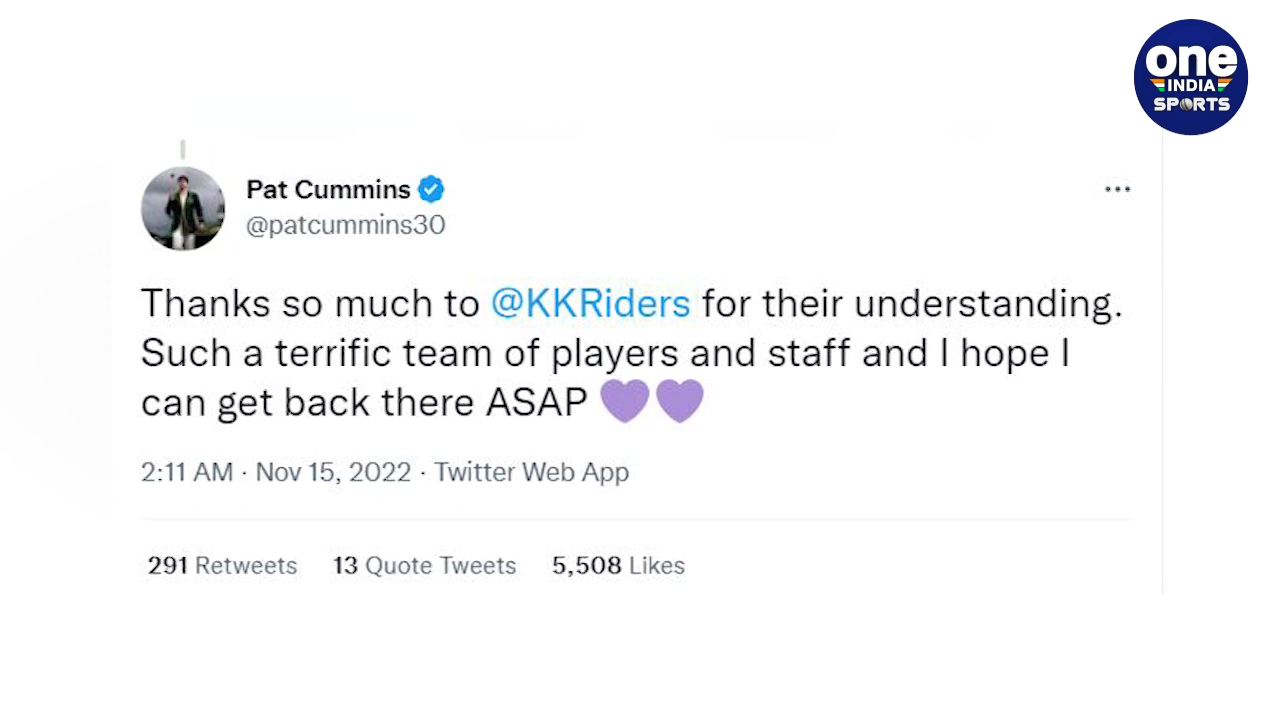 one
INDIA
SPORTS
Pat Cummins
@patcummins30
Thanks so much to @KKRiders for their understanding.
Such a terrific team of players and staff and I hope I
can get back there ASAP 💜💜
2:11 AM · Nov 15, 2022 · Twitter Web App
291 Retweets 13 Quote Tweets 5,508 Likes